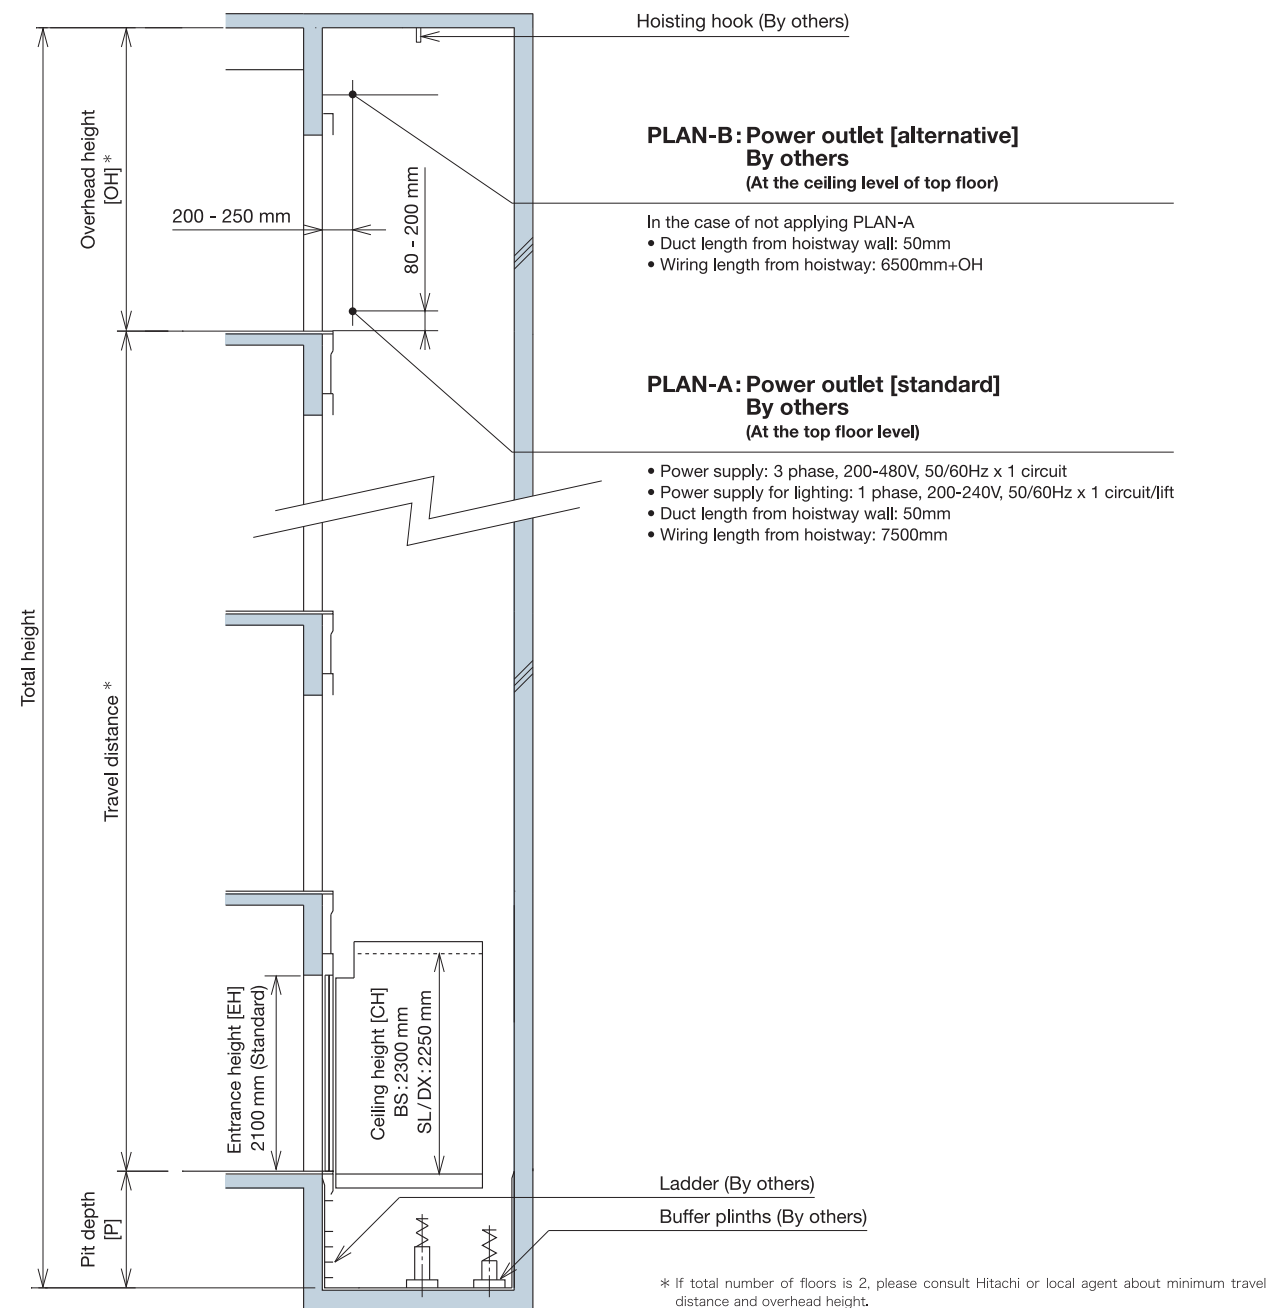 Hoisting hook (By others)
Overhead height
[OH] *
200 - 250 mm
80 - 200 mm
PLAN-B: Power outlet [alternative]
By others
(At the ceiling level of top floor)
In the case of not applying PLAN-A
• Duct length from hoistway wall: 50mm
• Wiring length from hoistway: 6500mm+OH
PLAN-A: Power outlet [standard]
By others
(At the top floor level)
• Power supply: 3 phase, 200-480V, 50/60Hz x 1 circuit
• Power supply for lighting: 1 phase, 200-240V, 50/60Hz x 1 circuit/lift
• Duct length from hoistway wall: 50mm
• Wiring length from hoistway: 7500mm
Total height
Travel distance *
Entrance height [EH]
2100 mm (Standard)
Ceiling height [CH]
BS : 2300 mm
SL / DX : 2250 mm
Pit depth
[P]
Ladder (By others)
Buffer plinths (By others)
* If total number of floors is 2, please consult Hitachi or local agent about minimum travel
distance and overhead height.